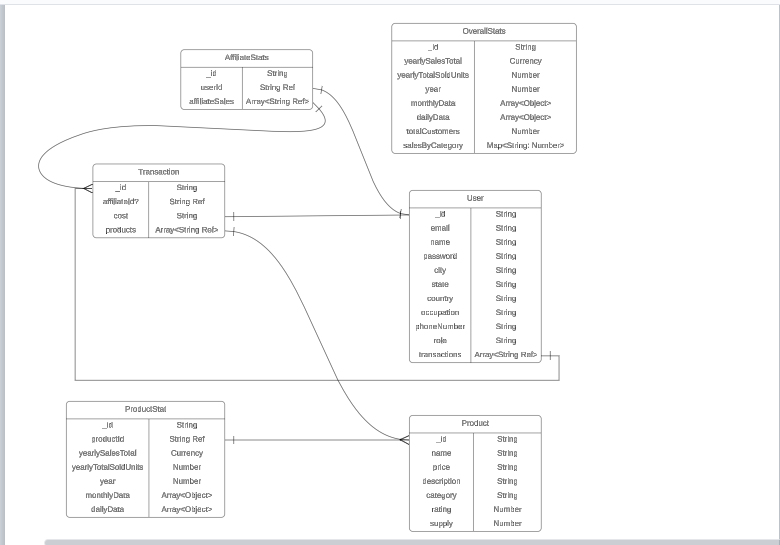 OverallStats
_id String
yearlySalesTotal Currency
yearlyTotalSoldUnits Number
year Number
monthlyData Array<Object>
dailyData Array<Object>
totalCustomers Number
salesByCategory Map<String: Number>
AffiliateStats
_id String
userId String Ref
affiliateSales Array<String Ref>
Transaction
_id String
affiliateId? String Ref
cost String
products Array<String Ref>
User
_id String
email String
name String
password String
city String
state String
country String
occupation String
phoneNumber String
role String
transactions Array<String Ref>
ProductStat
_id String
productId String Ref
yearlySalesTotal Currency
yearlyTotalSoldUnits Number
year Number
monthlyData Array<Object>
dailyData Array<Object>
Product
_id String
name String
price String
description String
category String
rating Number
supply Number